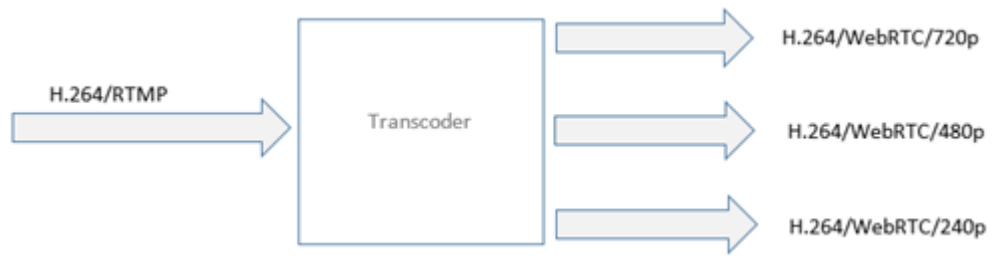 H.264/RTMP
Transcoder
H.264/WebRTC/720p
H.264/WebRTC/480p
H.264/WebRTC/240p